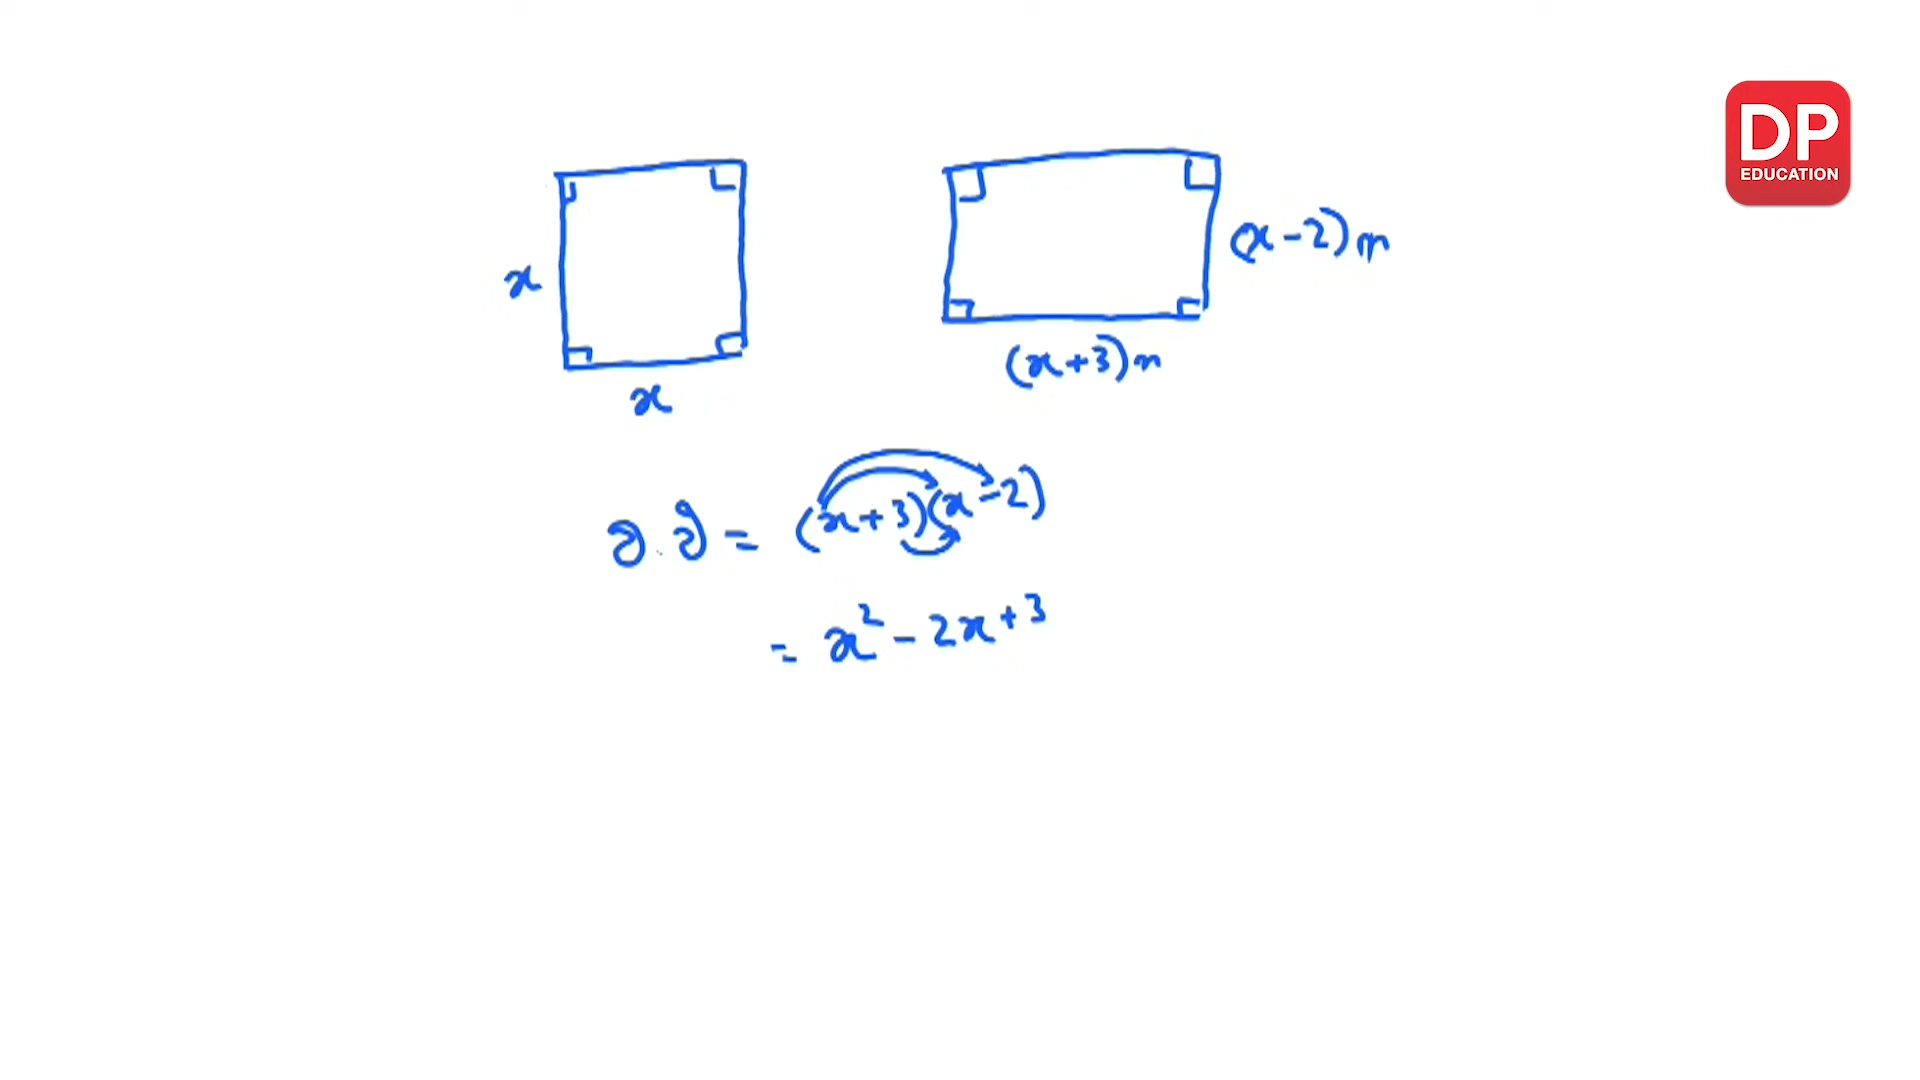 DP
EDUCATION
x
x
(x-2)m
(x+3)m
ව.ඵ = (x+3)(x-2)
= x² - 2x + 3